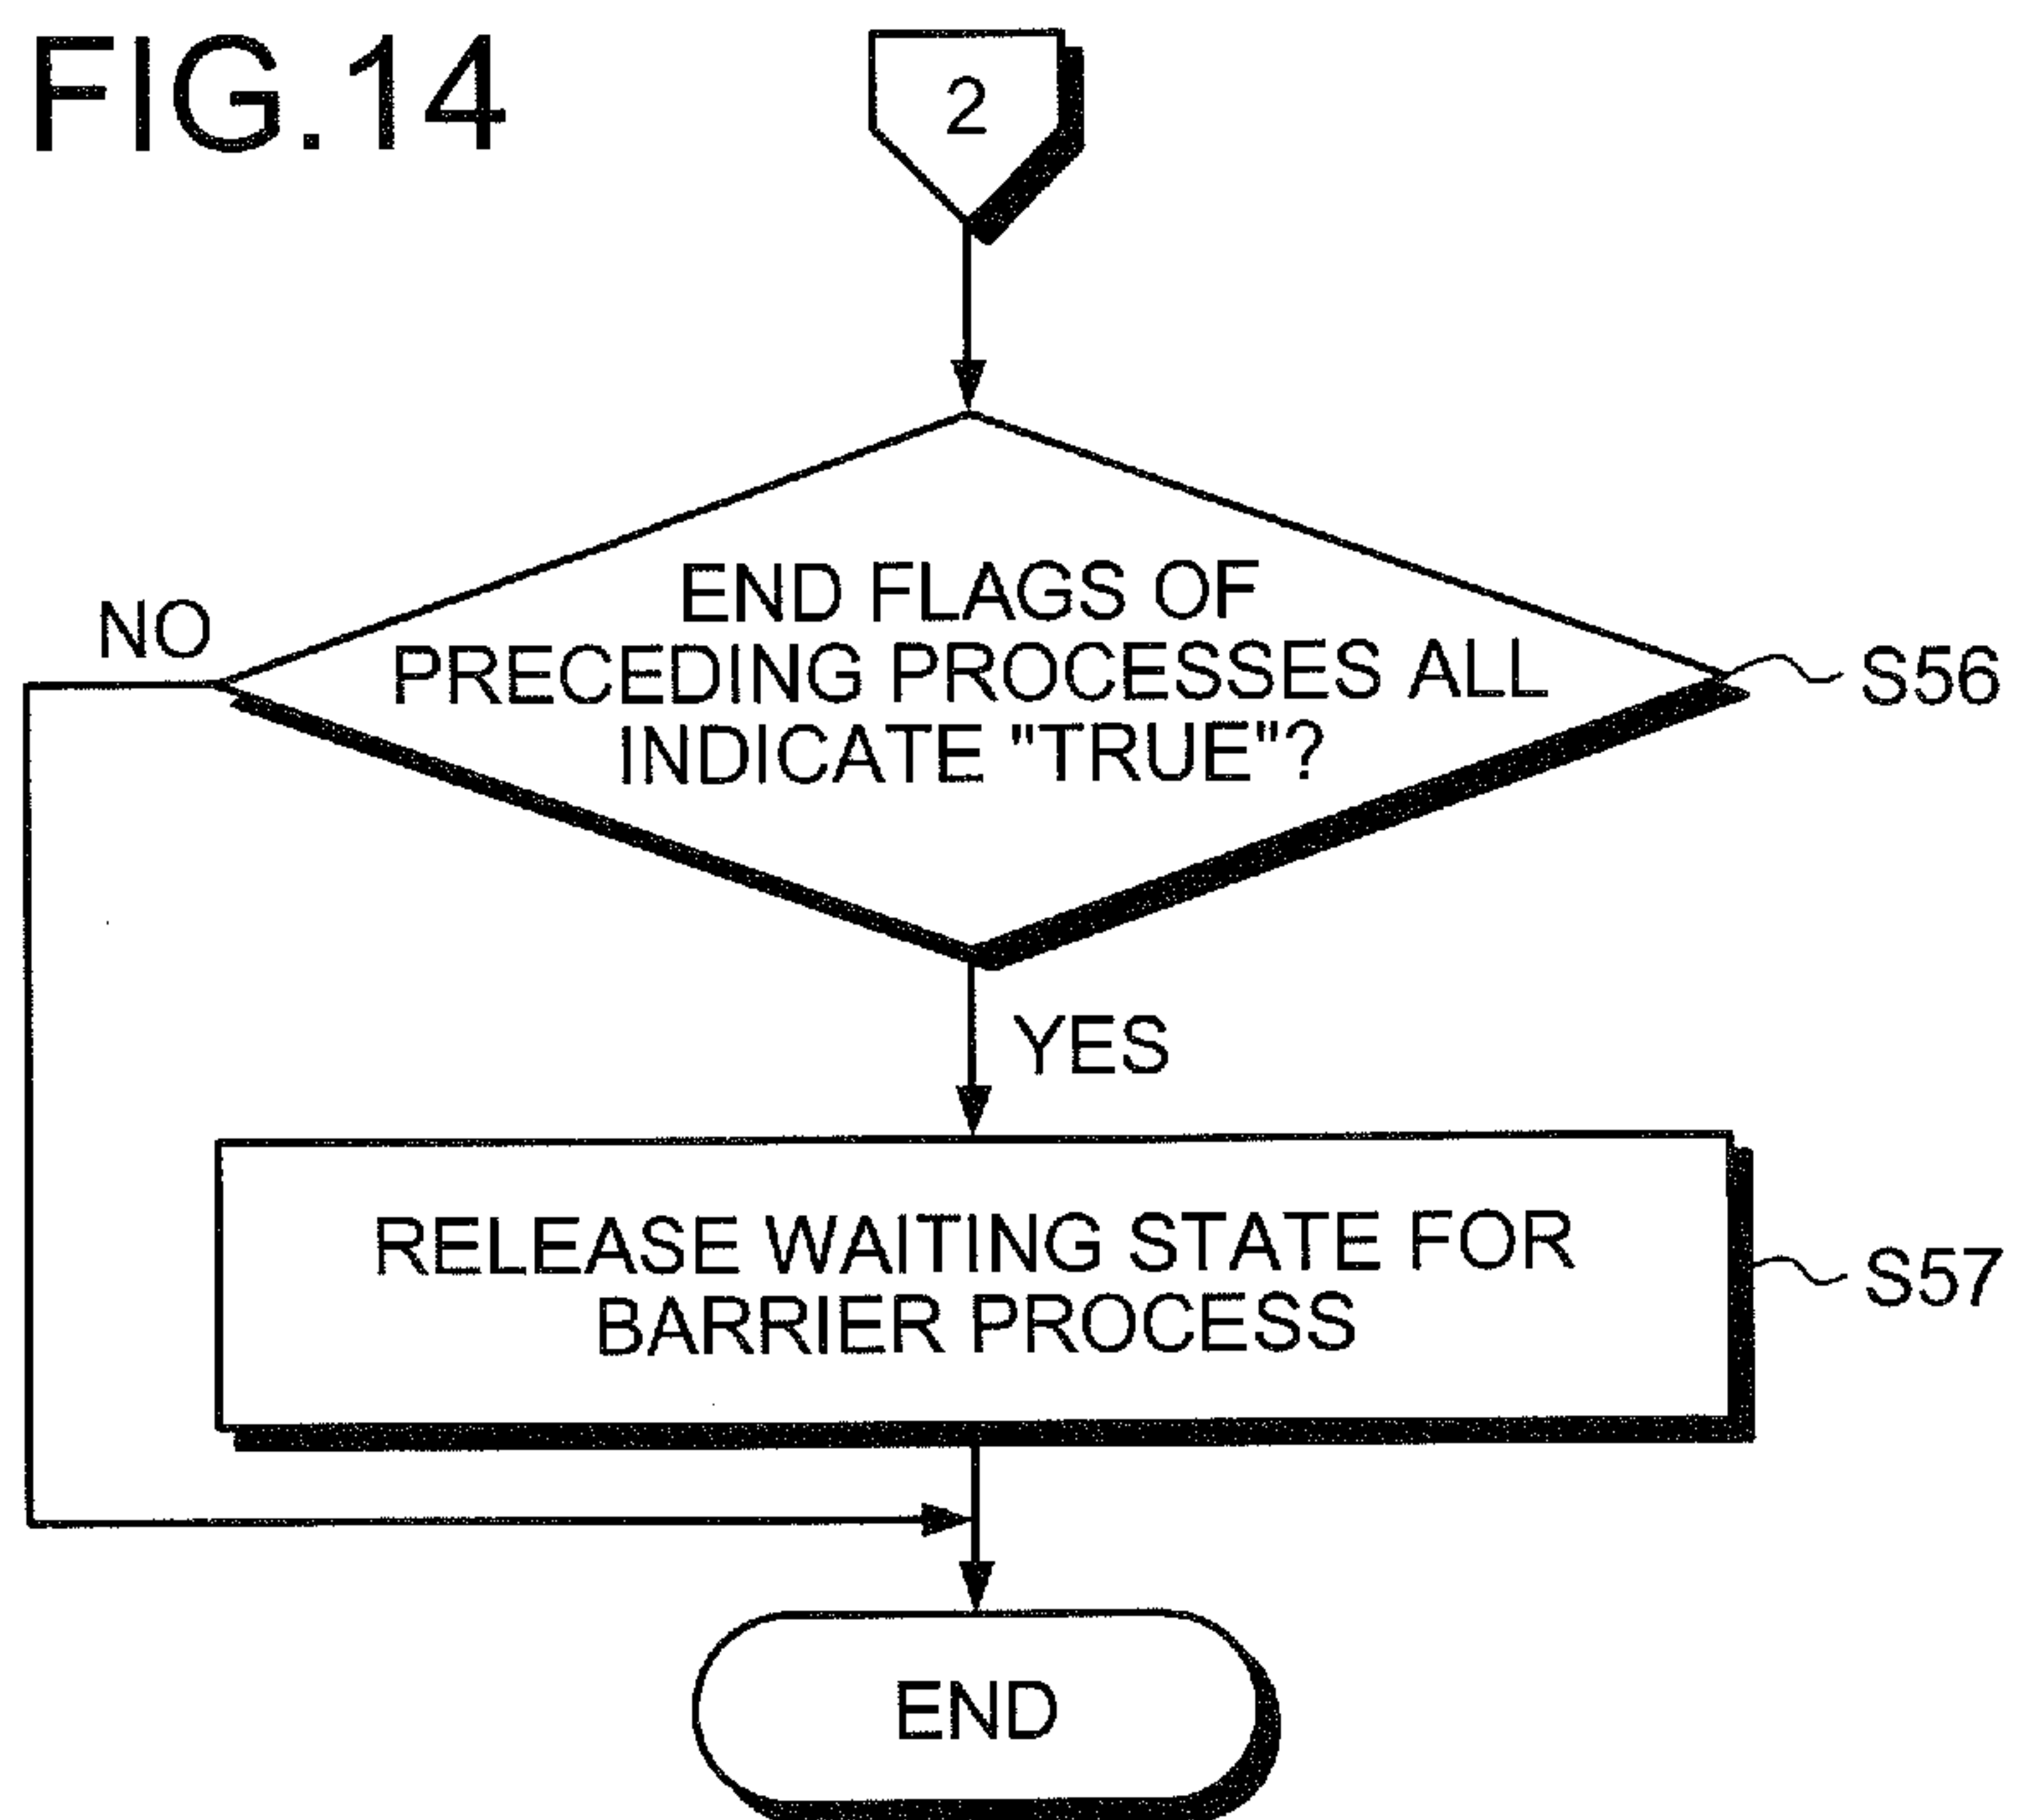 FIG.14
2
END FLAGS OF
PRECEDING PROCESSES ALL
INDICATE "TRUE"?
NO
S56
YES
RELEASE WAITING STATE FOR
BARRIER PROCESS
S57
END